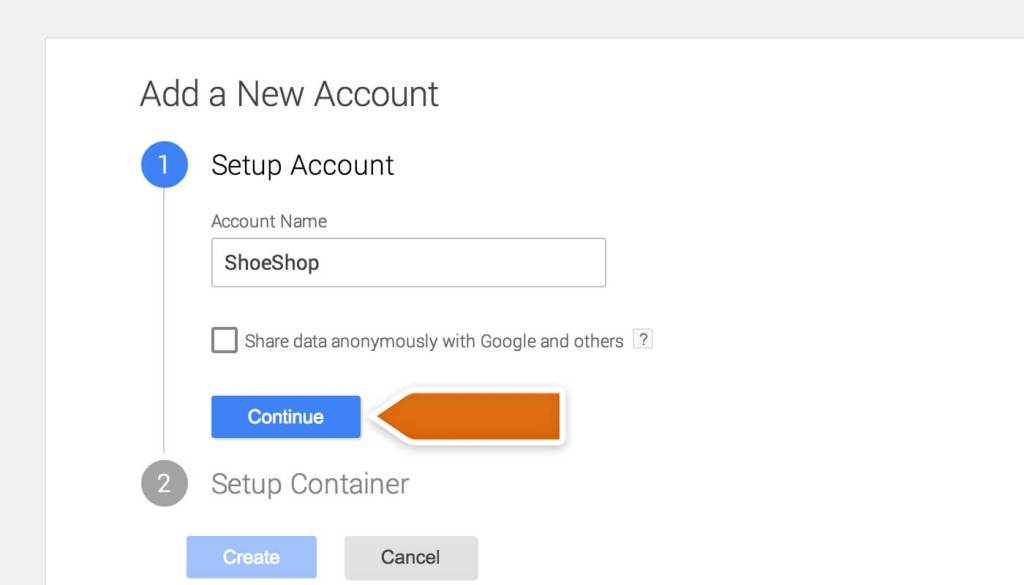 Add a New Account
1 Setup Account
Account Name
ShoeShop
Share data anonymously with Google and others ?
Continue
2 Setup Container
Create Cancel